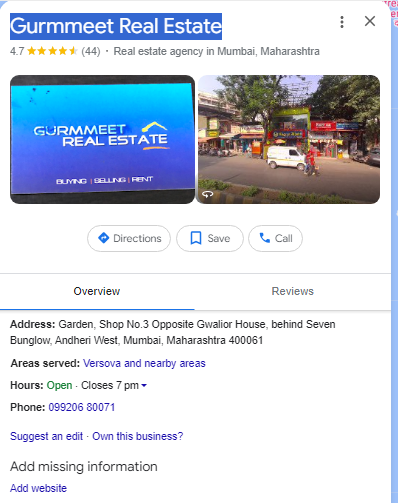 Gurmmeet Real Estate
4.7 ★★★★★ (44) · Real estate agency in Mumbai, Maharashtra
GURMMEET
REAL ESTATE
BUYING | SELLING | RENT
Directions
Save
Call
Overview
Reviews
Address: Garden, Shop No.3 Opposite Gwalior House, behind Seven
Bunglow, Andheri West, Mumbai, Maharashtra 400061
Areas served: Versova and nearby areas
Hours: Open · Closes 7 pm
Phone: 099206 80071
Suggest an edit · Own this business?
Add missing information
Add website